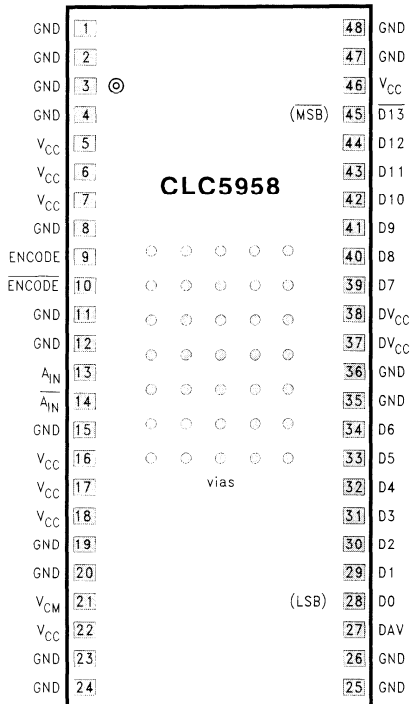 GND 1 48 GND
GND 2 47 GND
GND 3 46 VCC
GND 4 (M̅S̅B̅) 45 D̅1̅3̅
VCC 5 44 D12
VCC 6 43 D11
VCC 7 42 D10
CLC5958
GND 8 41 D9
ENCODE 9 40 D8
E̅N̅C̅O̅D̅E̅ 10 39 D7
GND 11 38 DVCC
GND 12 37 DVCC
AIN 13 36 GND
A̅I̅N̅ 14 35 GND
GND 15 34 D6
VCC 16 33 D5
vias
VCC 17 32 D4
VCC 18 31 D3
GND 19 30 D2
GND 20 29 D1
VCM 21 (LSB) 28 D0
VCC 22 27 DAV
GND 23 26 GND
GND 24 25 GND